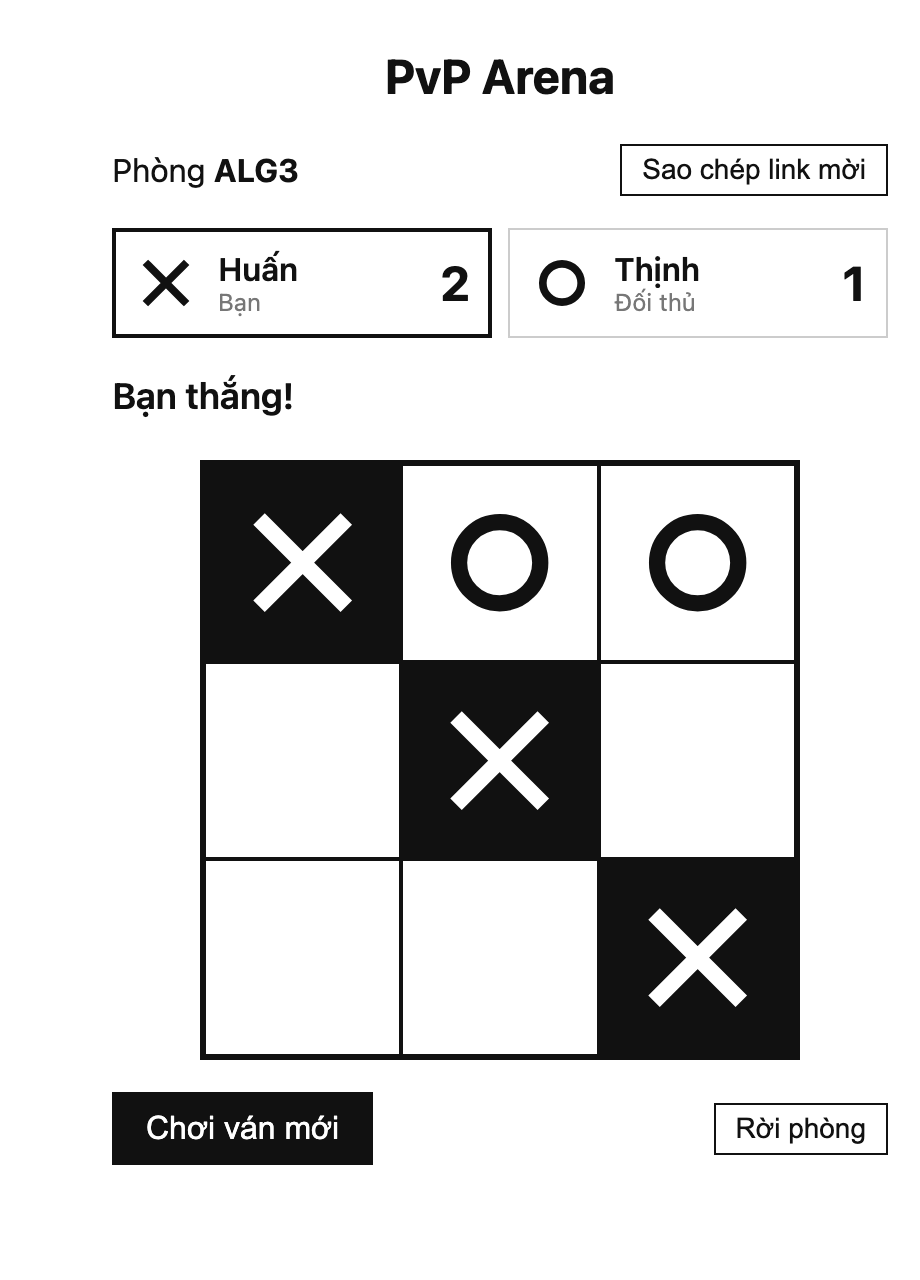 PvP Arena
Phòng ALG3
Sao chép link mời
Huấn
Bạn
2
Thịnh
Đối thủ
1
Bạn thắng!
Chơi ván mới
Rời phòng